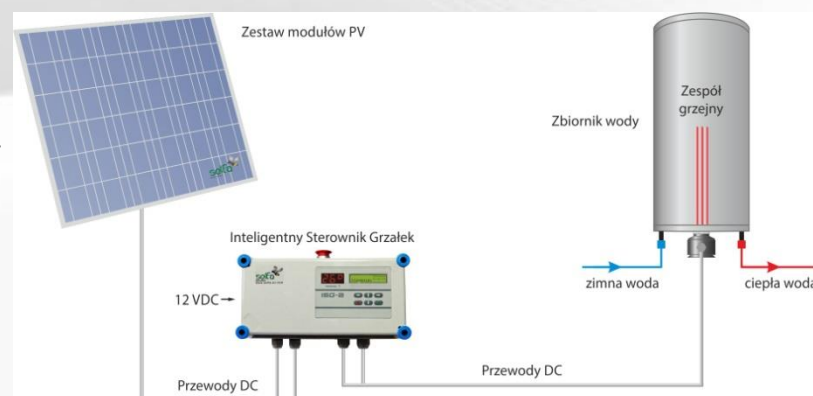 Zestaw modułów PV
Zespół
grzejny
Zbiornik wody
Inteligentny Sterownik Grzałek
zimna woda
ciepła woda
12 VDC
Przewody DC
Przewody DC